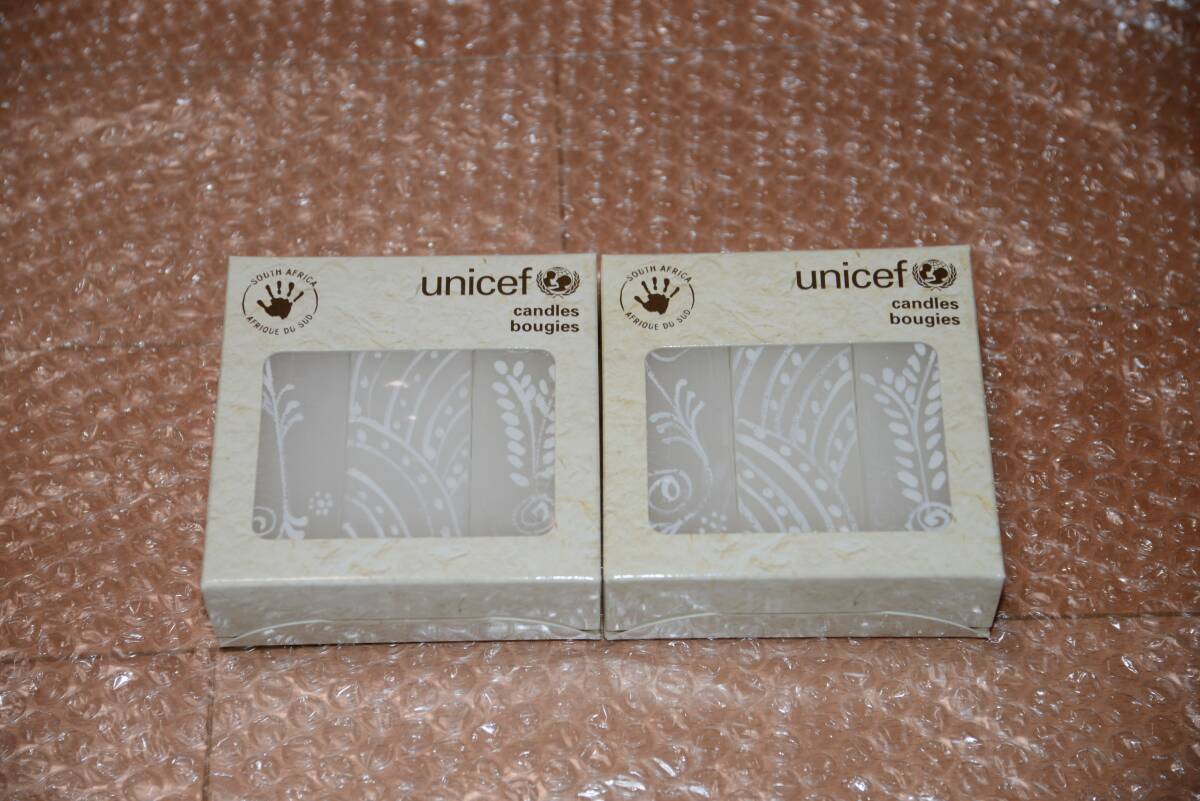 SOUTH AFRICA
AFRIQUE DU SUD
unicef
candles
bougies
SOUTH AFRICA
AFRIQUE DU SUD
unicef
candles
bougies